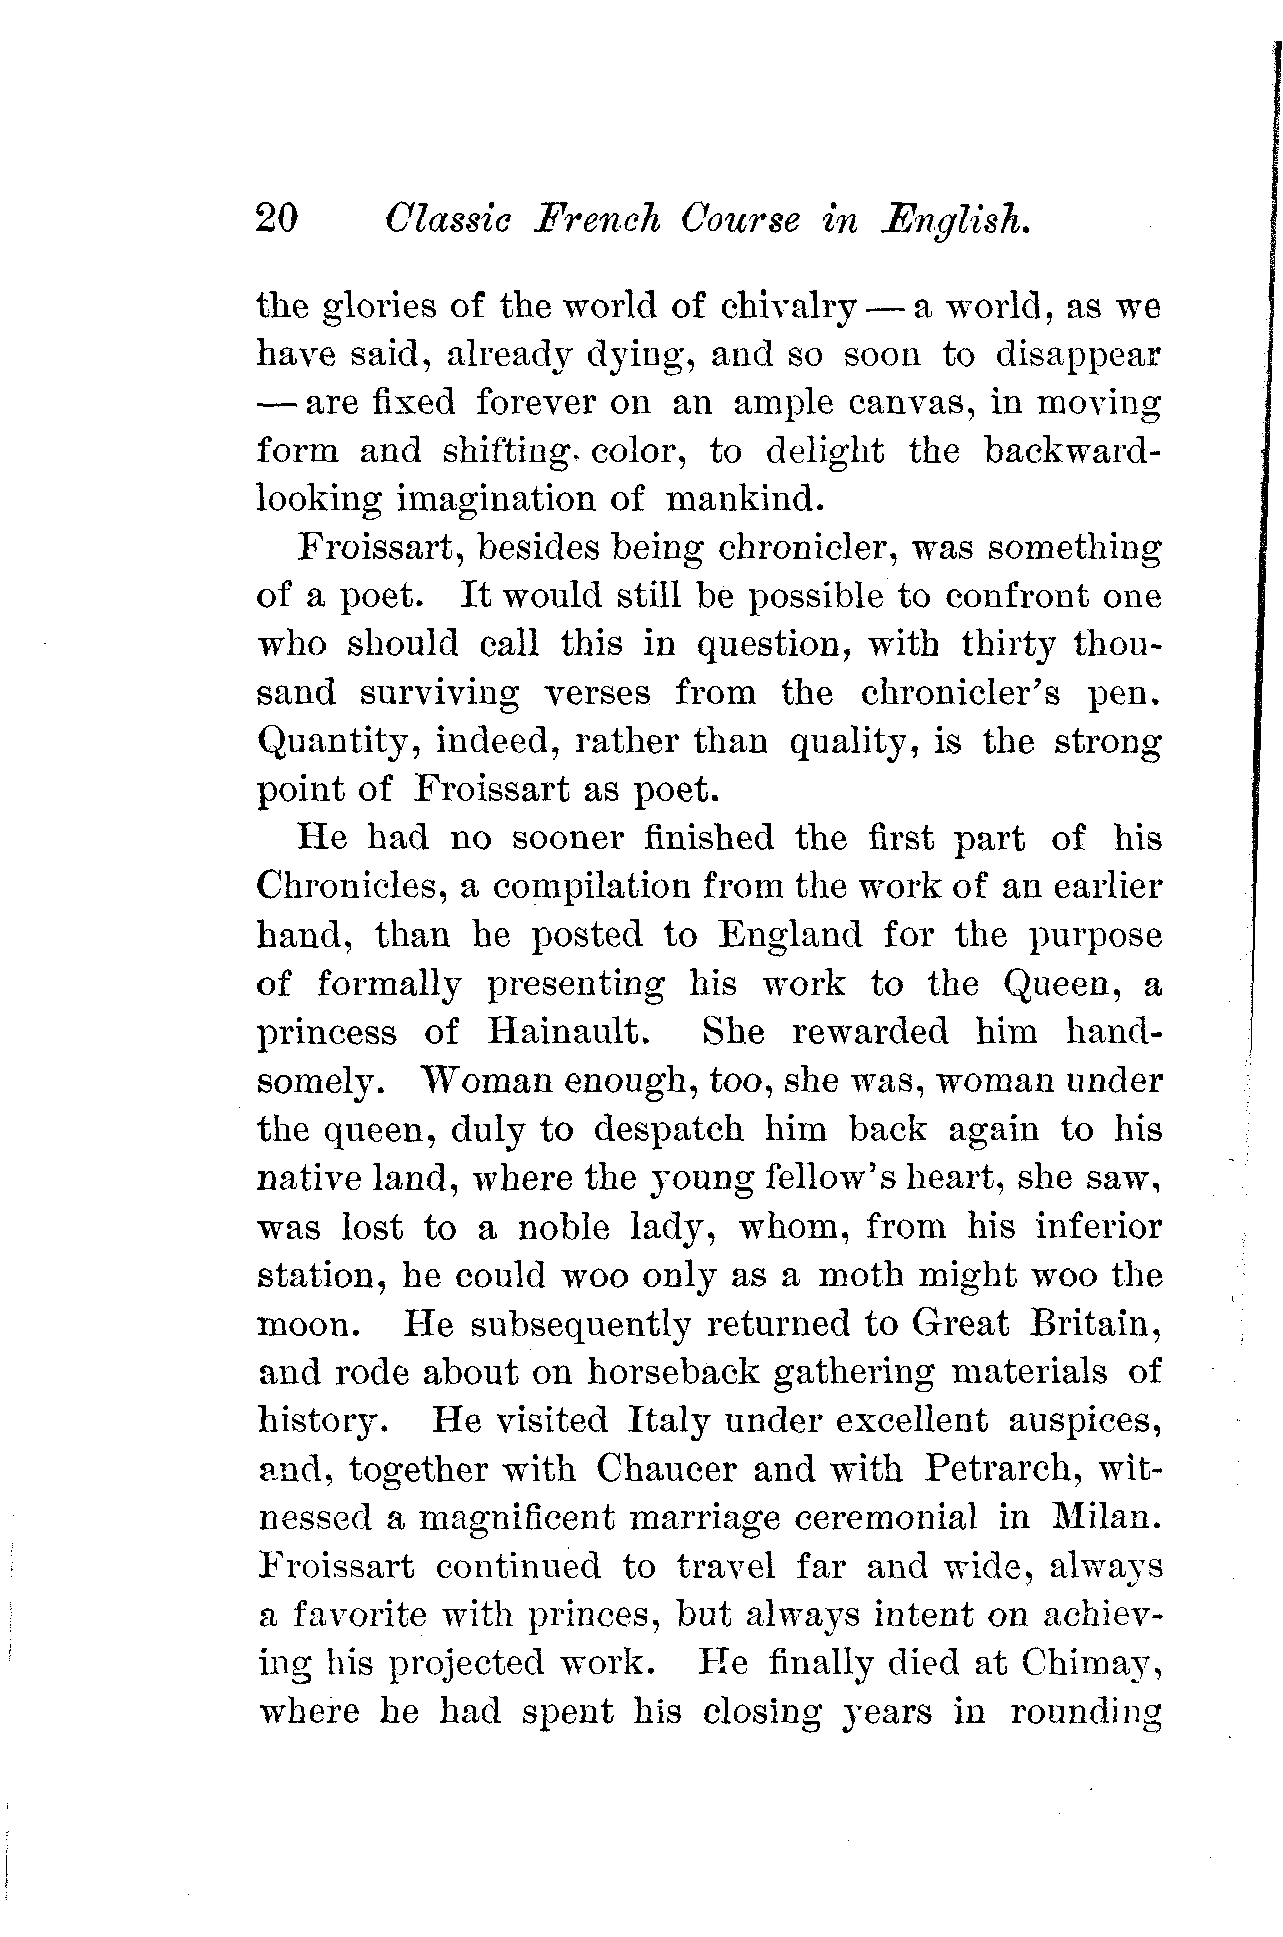 20 Classic French Course in English.
the glories of the world of chivalry — a world, as we
have said, already dying, and so soon to disappear
— are fixed forever on an ample canvas, in moving
form and shifting color, to delight the backward-
looking imagination of mankind.
Froissart, besides being chronicler, was something
of a poet. It would still be possible to confront one
who should call this in question, with thirty thou-
sand surviving verses from the chronicler's pen.
Quantity, indeed, rather than quality, is the strong
point of Froissart as poet.
He had no sooner finished the first part of his
Chronicles, a compilation from the work of an earlier
hand, than he posted to England for the purpose
of formally presenting his work to the Queen, a
princess of Hainault. She rewarded him hand-
somely. Woman enough, too, she was, woman under
the queen, duly to despatch him back again to his
native land, where the young fellow's heart, she saw,
was lost to a noble lady, whom, from his inferior
station, he could woo only as a moth might woo the
moon. He subsequently returned to Great Britain,
and rode about on horseback gathering materials of
history. He visited Italy under excellent auspices,
and, together with Chaucer and with Petrarch, wit-
nessed a magnificent marriage ceremonial in Milan.
Froissart continued to travel far and wide, always
a favorite with princes, but always intent on achiev-
ing his projected work. He finally died at Chimay,
where he had spent his closing years in rounding